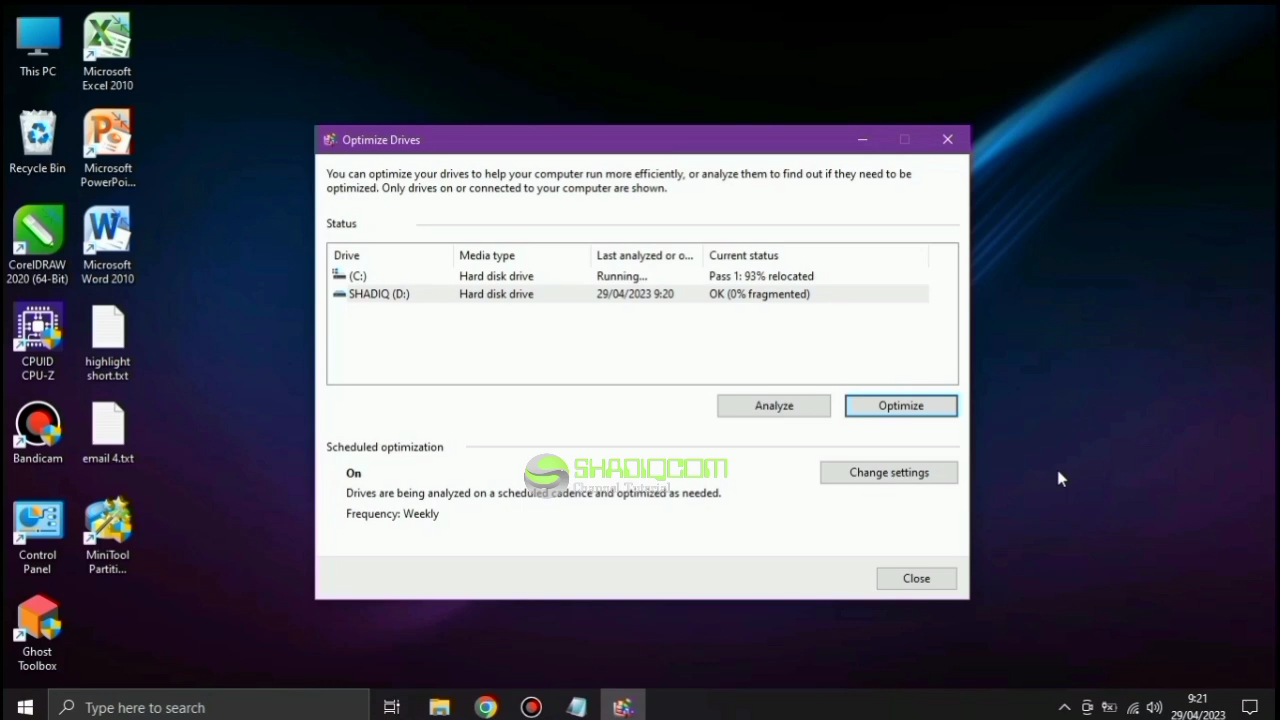 This PC
Microsoft
Excel 2010
Recycle Bin
Microsoft
PowerPoi...
CorelDRAW
2020 (64-Bit)
Microsoft
Word 2010
CPUID
CPU-Z
highlight
short.txt
Bandicam
email 4.txt
Control
Panel
MiniTool
Partiti...
Ghost
Toolbox
Optimize Drives
You can optimize your drives to help your computer run more efficiently, or analyze them to find out if they need to be
optimized. Only drives on or connected to your computer are shown.
Status
Drive Media type Last analyzed or o... Current status
(C:) Hard disk drive Running... Pass 1: 93% relocated
SHADIQ (D:) Hard disk drive 29/04/2023 9:20 OK (0% fragmented)
Analyze Optimize
Scheduled optimization
SHADIQCOM
Channel Tutorial
On
Change settings
Drives are being analyzed on a scheduled cadence and optimized as needed.
Frequency: Weekly
Close
Type here to search
9:21
29/04/2023